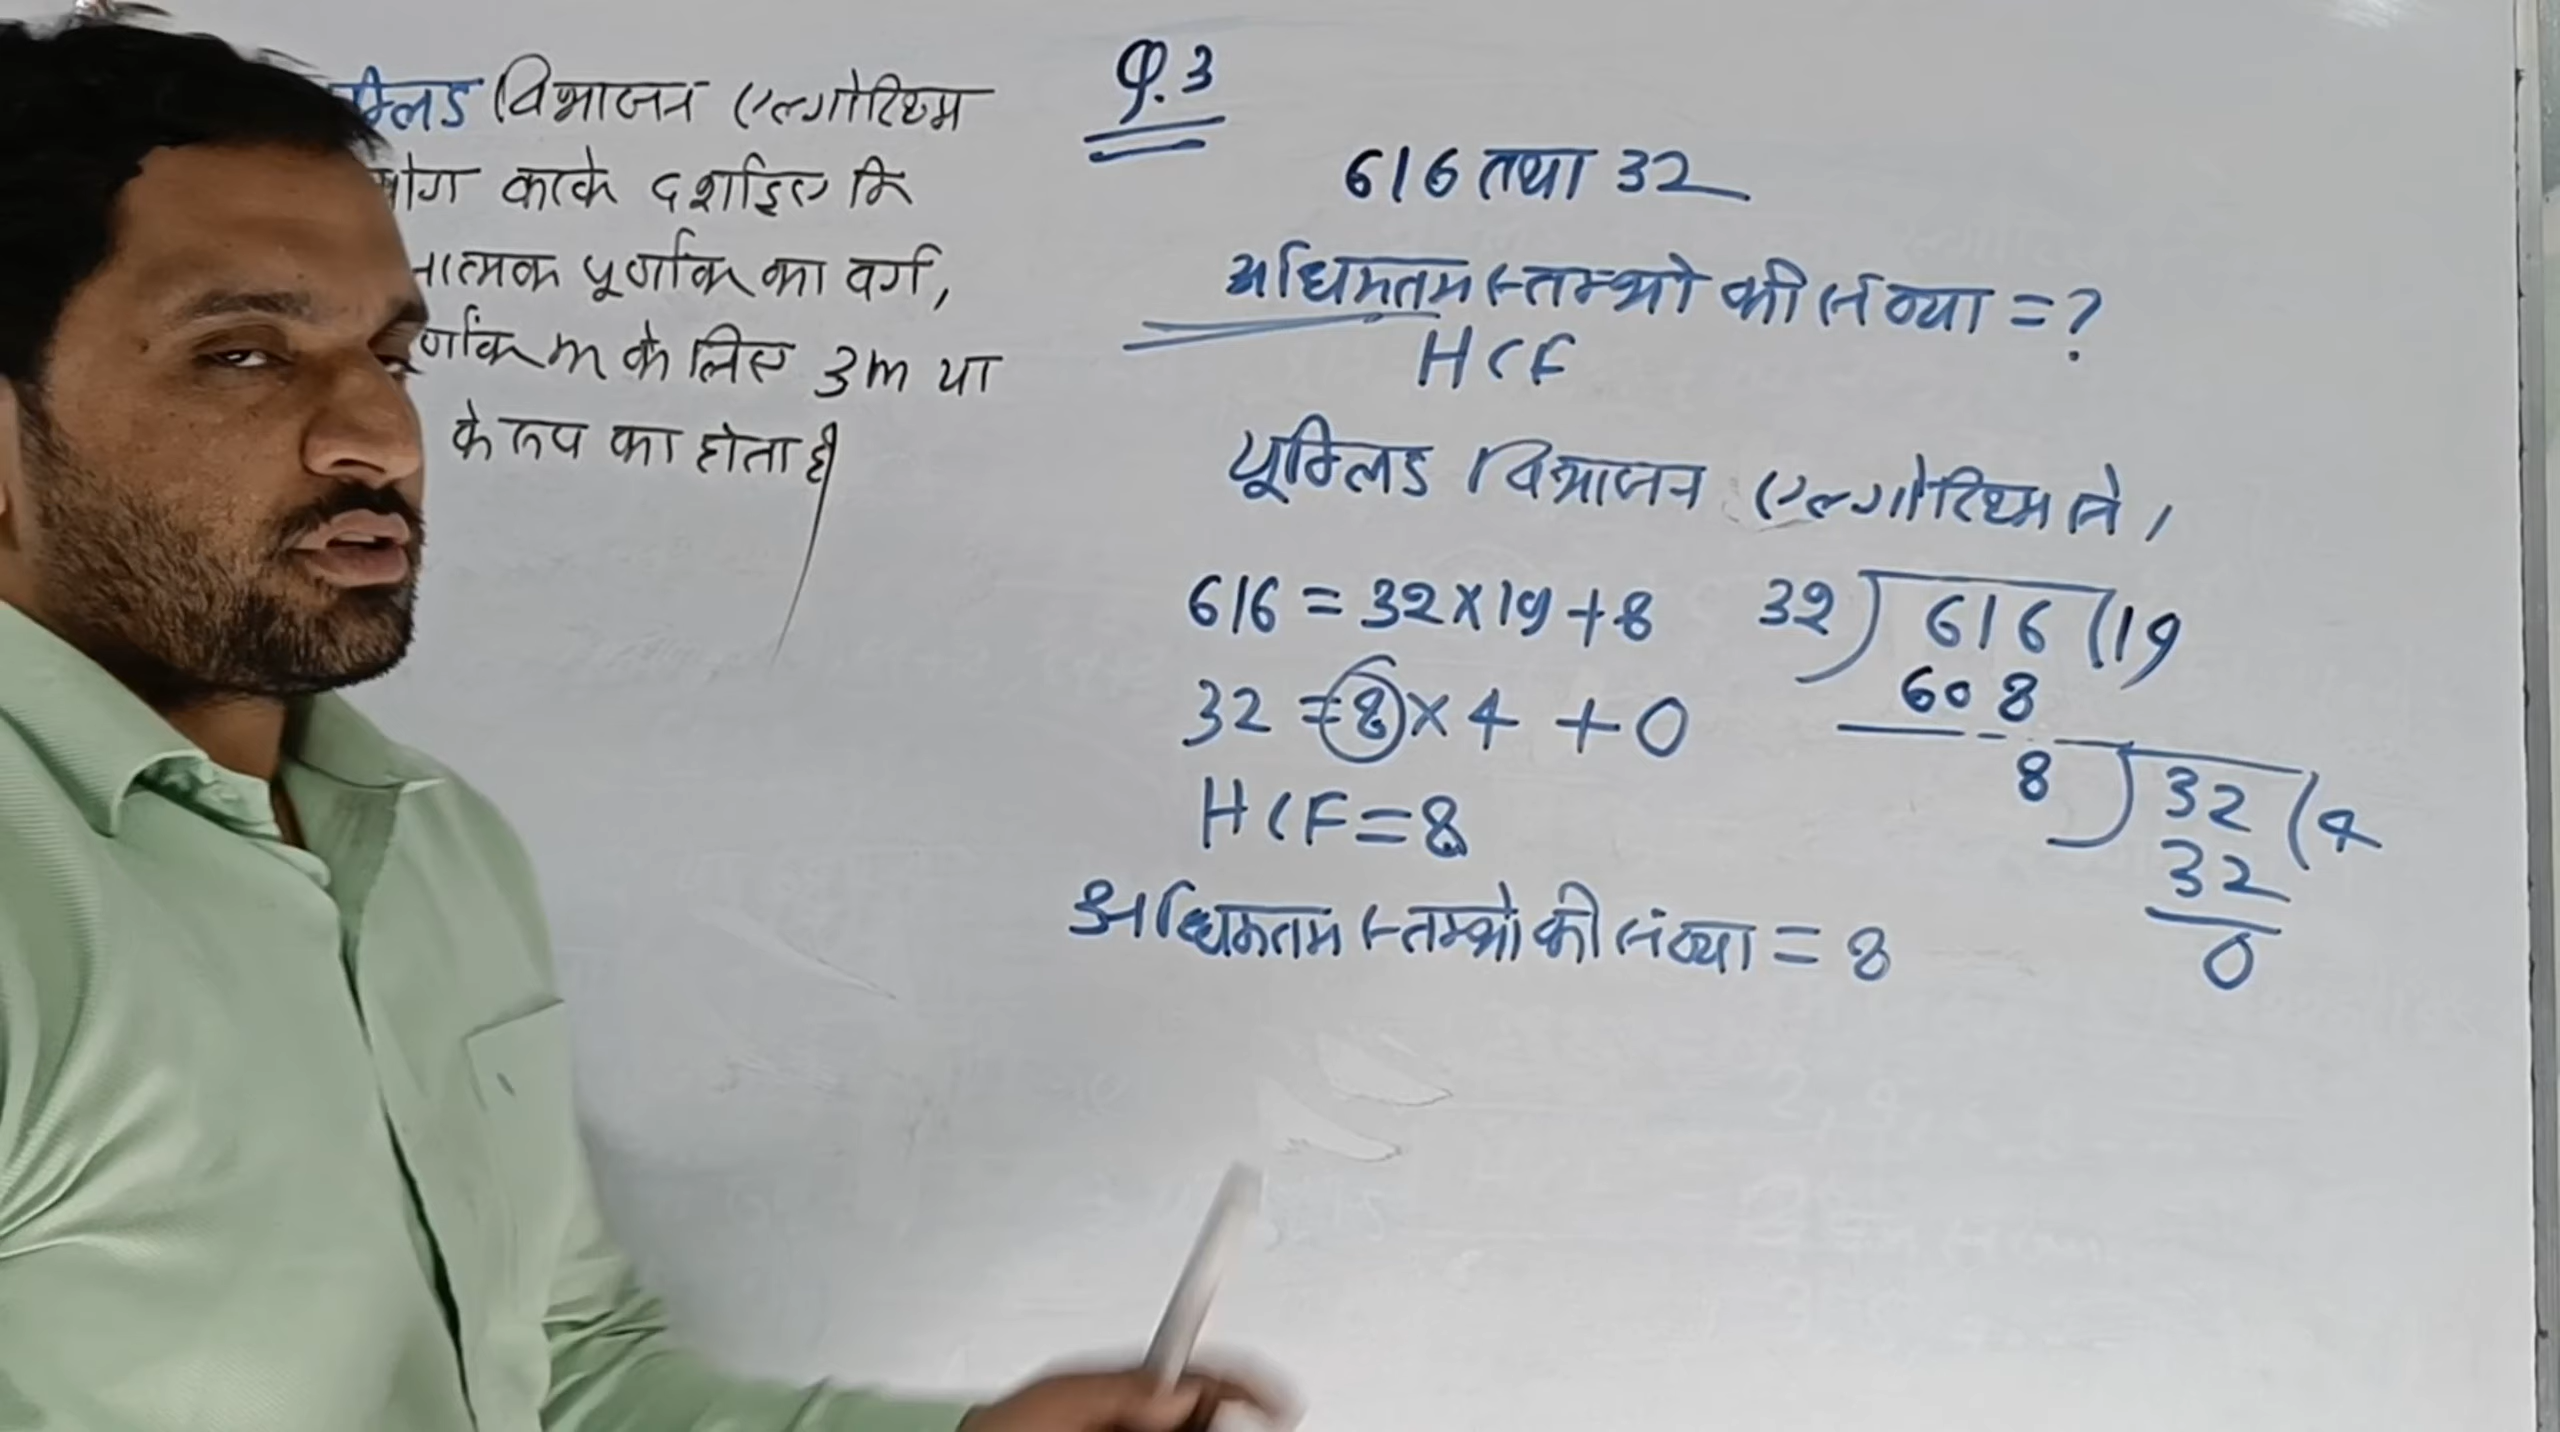 विभाजन एल्गोरिथ्म
करके दर्शाइए कि
पूर्णांक का वर्ग,
m के लिए 3m या
के रूप का होता है
Q.3
616 तथा 32
अधिकतम स्तम्भो की संख्या = ?
HCF
यूक्लिड विभाजन एल्गोरिथ्म से,
616 = 32 × 19 + 8
32 = 8 × 4 + 0
HCF = 8
अधिकतम स्तम्भो की संख्या = 8
32 ) 616 ( 19
608
8 ) 32 ( 4
32
0